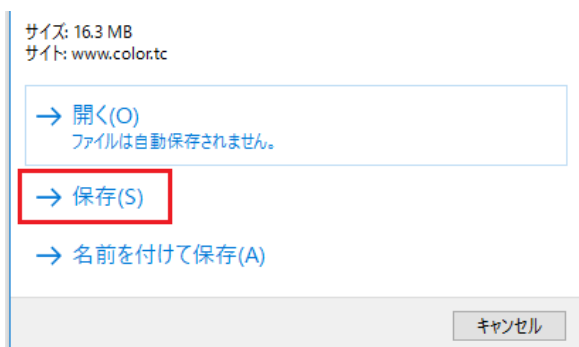 サイズ: 16.3 MB
サイト: www.color.tc
→ 開く(O)
ファイルは自動保存されません。
→ 保存(S)
→ 名前を付けて保存(A)
キャンセル